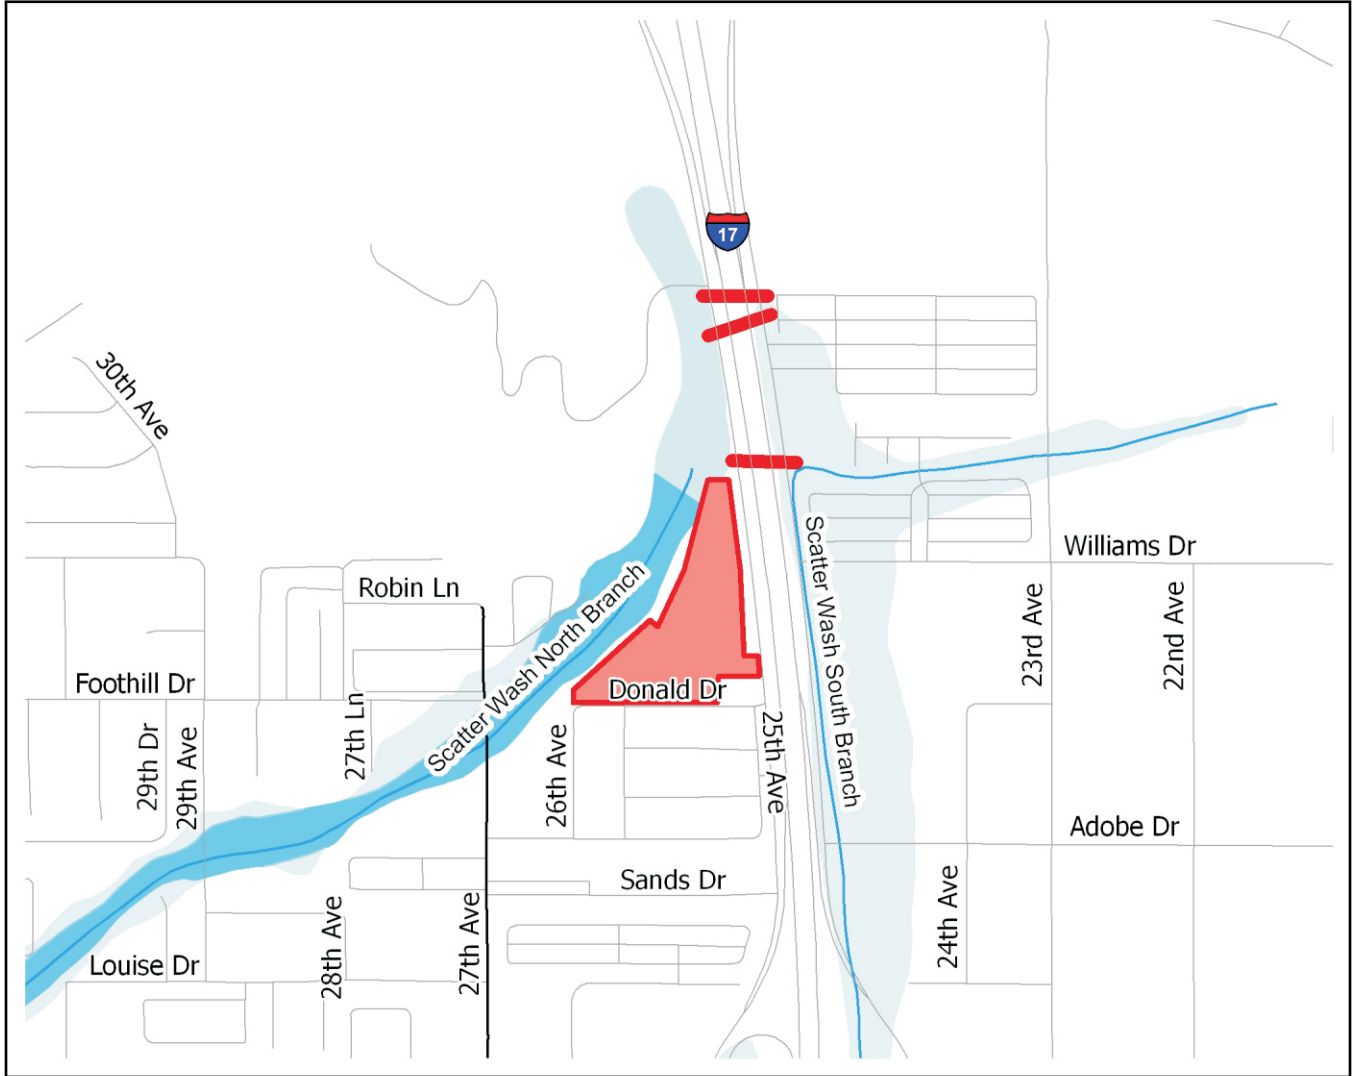 17
30th Ave
Williams Dr
Robin Ln
Scatter Wash North Branch
Scatter Wash South Branch
23rd Ave
22nd Ave
Foothill Dr
Donald Dr
27th Ln
29th Dr
29th Ave
26th Ave
25th Ave
Adobe Dr
Sands Dr
24th Ave
28th Ave
27th Ave
Louise Dr